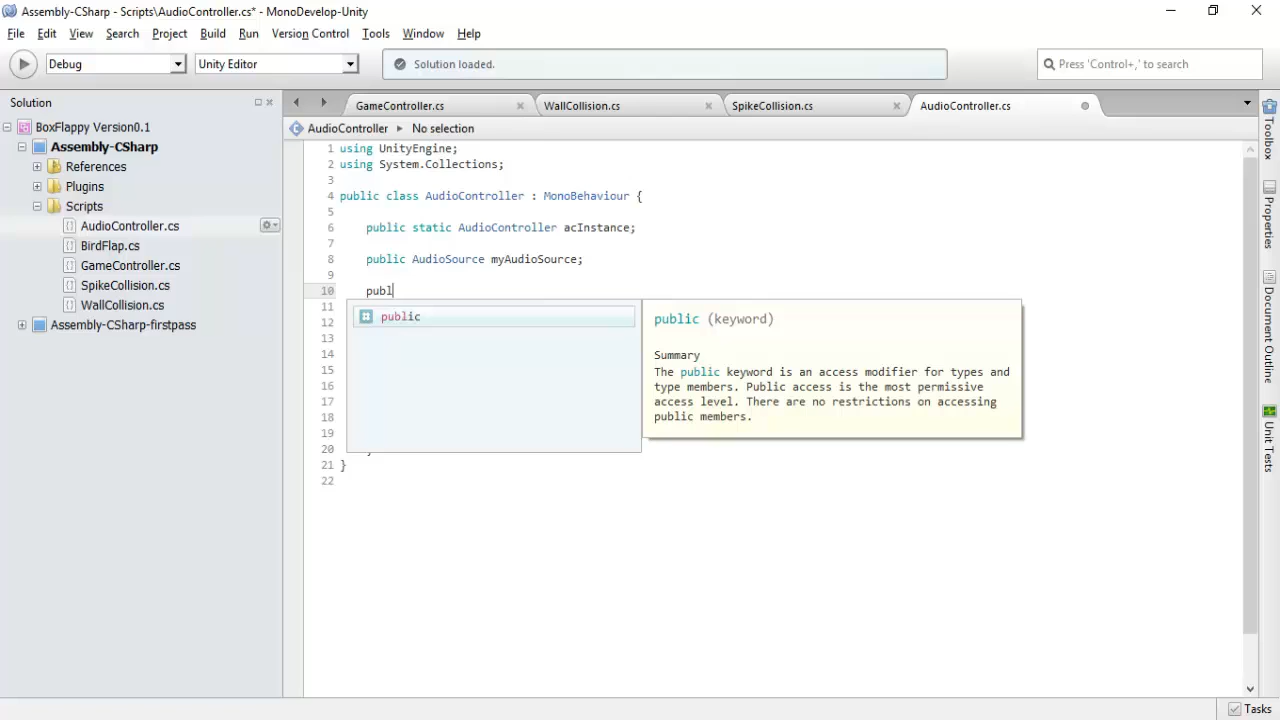 Assembly-CSharp - Scripts\AudioController.cs* - MonoDevelop-Unity
File Edit View Search Project Build Run Version Control Tools Window Help
Debug Unity Editor Solution loaded. Press 'Control+,' to search
Solution
GameController.cs WallCollision.cs SpikeCollision.cs AudioController.cs
AudioController No selection
BoxFlappy Version0.1
Assembly-CSharp
References
Plugins
Scripts
AudioController.cs
BirdFlap.cs
GameController.cs
SpikeCollision.cs
WallCollision.cs
Assembly-CSharp-firstpass
1 using UnityEngine;
2 using System.Collections;
3
4 public class AudioController : MonoBehaviour {
5
6 public static AudioController acInstance;
7
8 public AudioSource myAudioSource;
9
10 publ
11
12
13
14
15
16
17
18
19
20 }
21 }
22
public
public (keyword)
Summary
The public keyword is an access modifier for types and
type members. Public access is the most permissive
access level. There are no restrictions on accessing
public members.
Toolbox
Properties
Document Outline
Unit Tests
Tasks